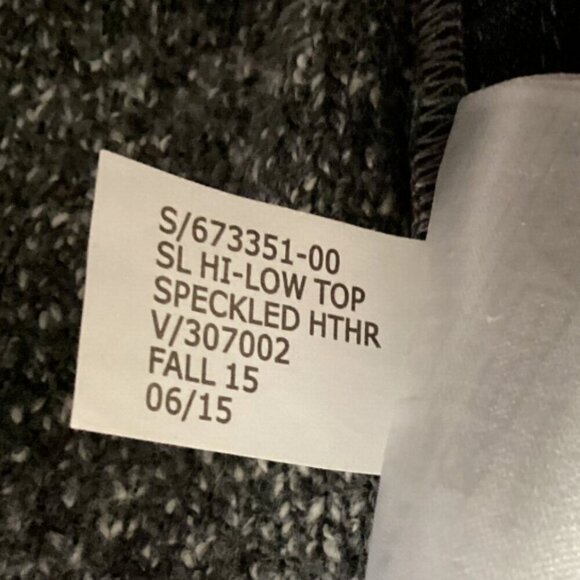 S/673351-00
SL HI-LOW TOP
SPECKLED HTHR
V/307002
FALL 15
06/15